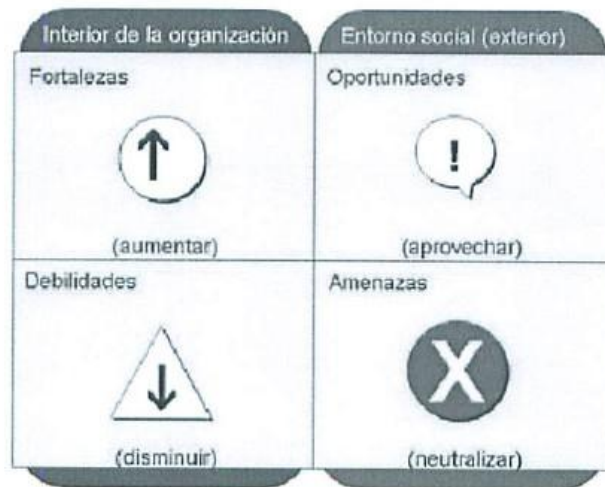 Interior de la organización
Entorno social (exterior)
Fortalezas
Oportunidades
!
(aumentar)
(aprovechar)
Debilidades
Amenazas
X
(disminuir)
(neutralizar)